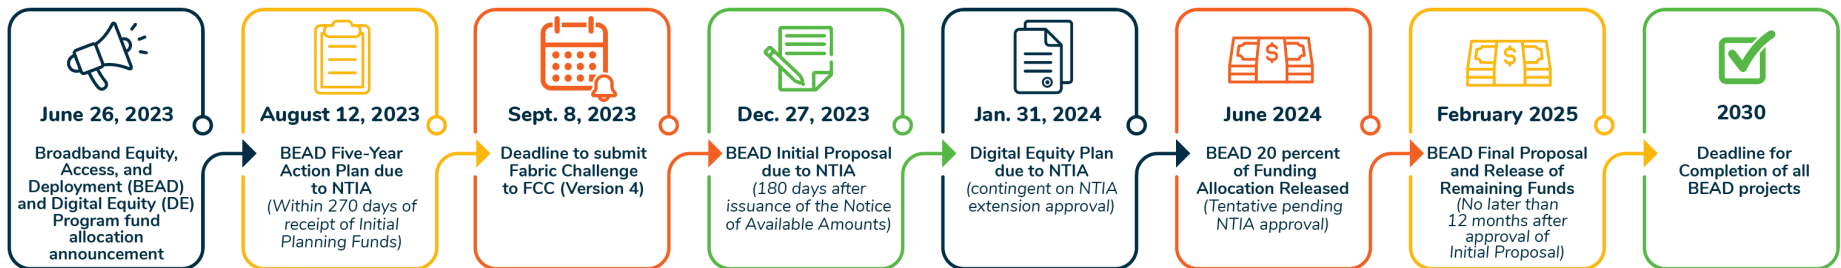 June 26, 2023
Broadband Equity,
Access, and
Deployment (BEAD)
and Digital Equity (DE)
Program fund
allocation
announcement
August 12, 2023
BEAD Five-Year
Action Plan due
to NTIA
(Within 270 days of
receipt of Initial
Planning Funds)
Sept. 8, 2023
Deadline to submit
Fabric Challenge
to FCC (Version 4)
Dec. 27, 2023
BEAD Initial Proposal
due to NTIA
(180 days after
issuance of the Notice
of Available Amounts)
Jan. 31, 2024
Digital Equity Plan
due to NTIA
(contingent on NTIA
extension approval)
$
June 2024
BEAD 20 percent
of Funding
Allocation Released
(Tentative pending
NTIA approval)
$
February 2025
BEAD Final Proposal
and Release of
Remaining Funds
(No later than
12 months after
approval of
Initial Proposal)
2030
Deadline for
Completion of all
BEAD projects